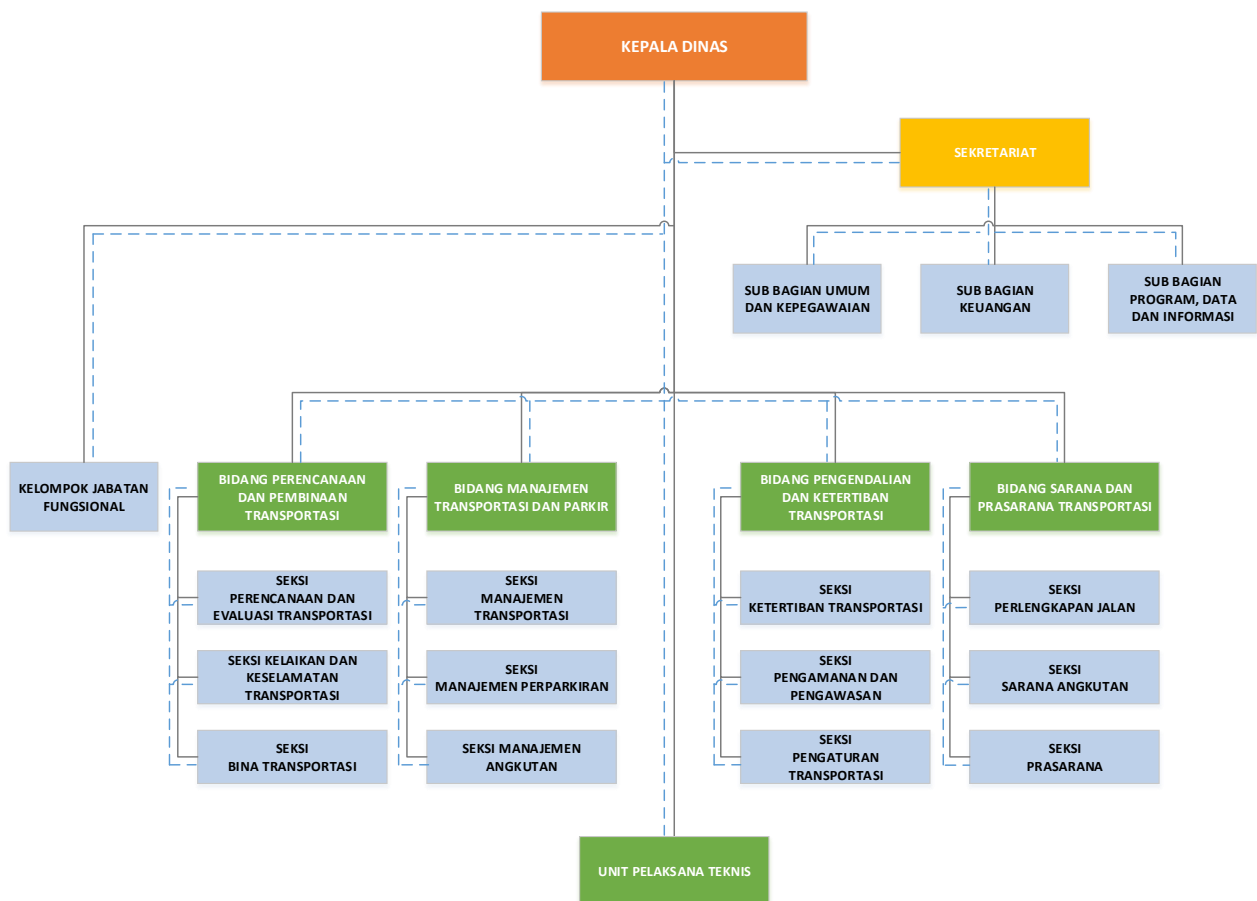 KEPALA DINAS
SEKRETARIAT
SUB BAGIAN UMUM
DAN KEPEGAWAIAN
SUB BAGIAN
KEUANGAN
SUB BAGIAN
PROGRAM, DATA
DAN INFORMASI
KELOMPOK JABATAN
FUNGSIONAL
BIDANG PERENCANAAN
DAN PEMBINAAN
TRANSPORTASI
BIDANG MANAJEMEN
TRANSPORTASI DAN PARKIR
BIDANG PENGENDALIAN
DAN KETERTIBAN
TRANSPORTASI
BIDANG SARANA DAN
PRASARANA TRANSPORTASI
SEKSI
PERENCANAAN DAN
EVALUASI TRANSPORTASI
SEKSI
MANAJEMEN
TRANSPORTASI
SEKSI
KETERTIBAN TRANSPORTASI
SEKSI
PERLENGKAPAN JALAN
SEKSI KELAIKAN DAN
KESELAMATAN
TRANSPORTASI
SEKSI
MANAJEMEN PERPARKIRAN
SEKSI
PENGAMANAN DAN
PENGAWASAN
SEKSI
SARANA ANGKUTAN
SEKSI
BINA TRANSPORTASI
SEKSI MANAJEMEN
ANGKUTAN
SEKSI
PENGATURAN
TRANSPORTASI
SEKSI
PRASARANA
UNIT PELAKSANA TEKNIS